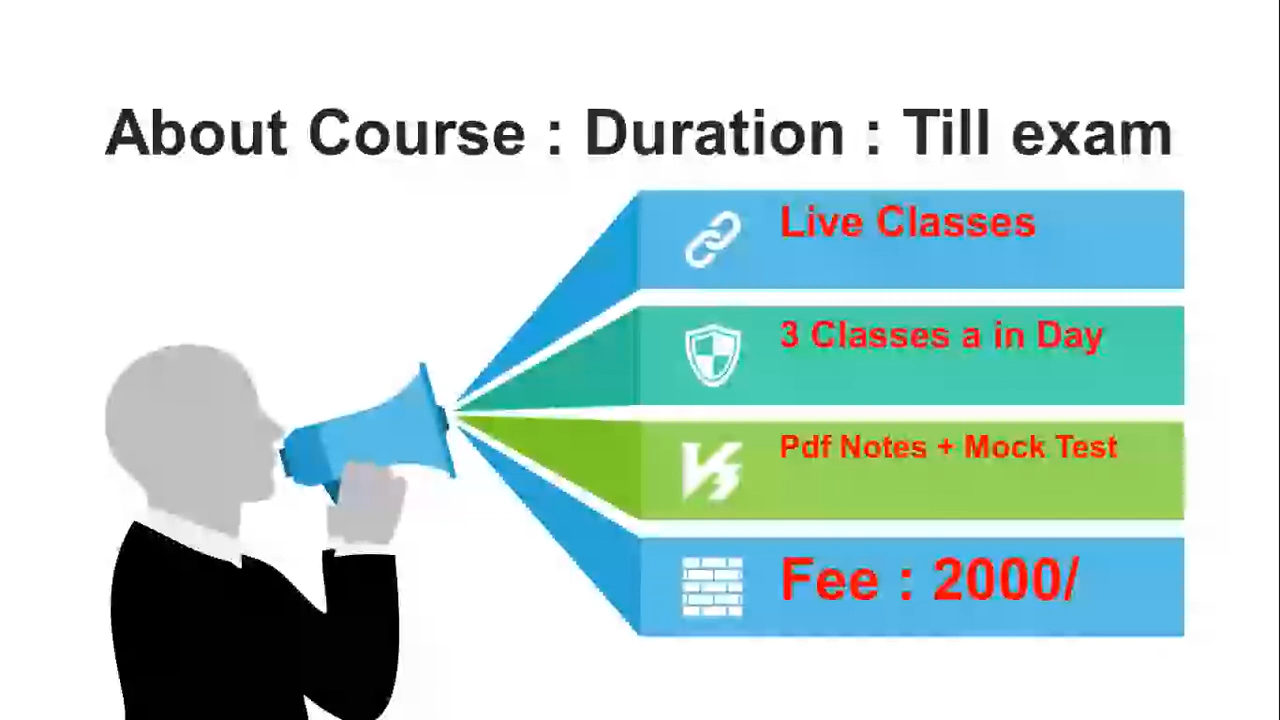 About Course : Duration : Till exam
Live Classes
3 Classes a in Day
Pdf Notes + Mock Test
Fee : 2000/